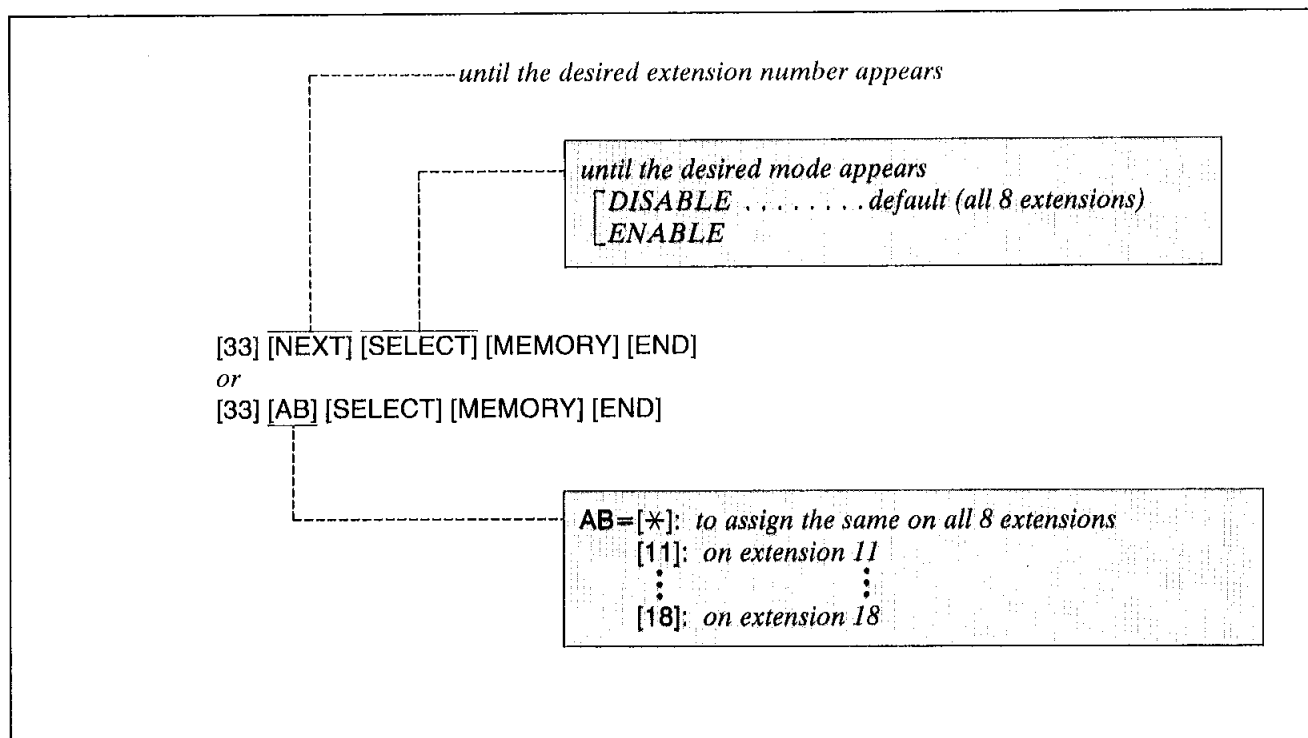 until the desired extension number appears
until the desired mode appears
DISABLE ........default (all 8 extensions)
ENABLE
[33] [NEXT] [SELECT] [MEMORY] [END]
or
[33] [AB] [SELECT] [MEMORY] [END]
AB=[✳]: to assign the same on all 8 extensions
[11]: on extension 11
⋮ ⋮
[18]: on extension 18